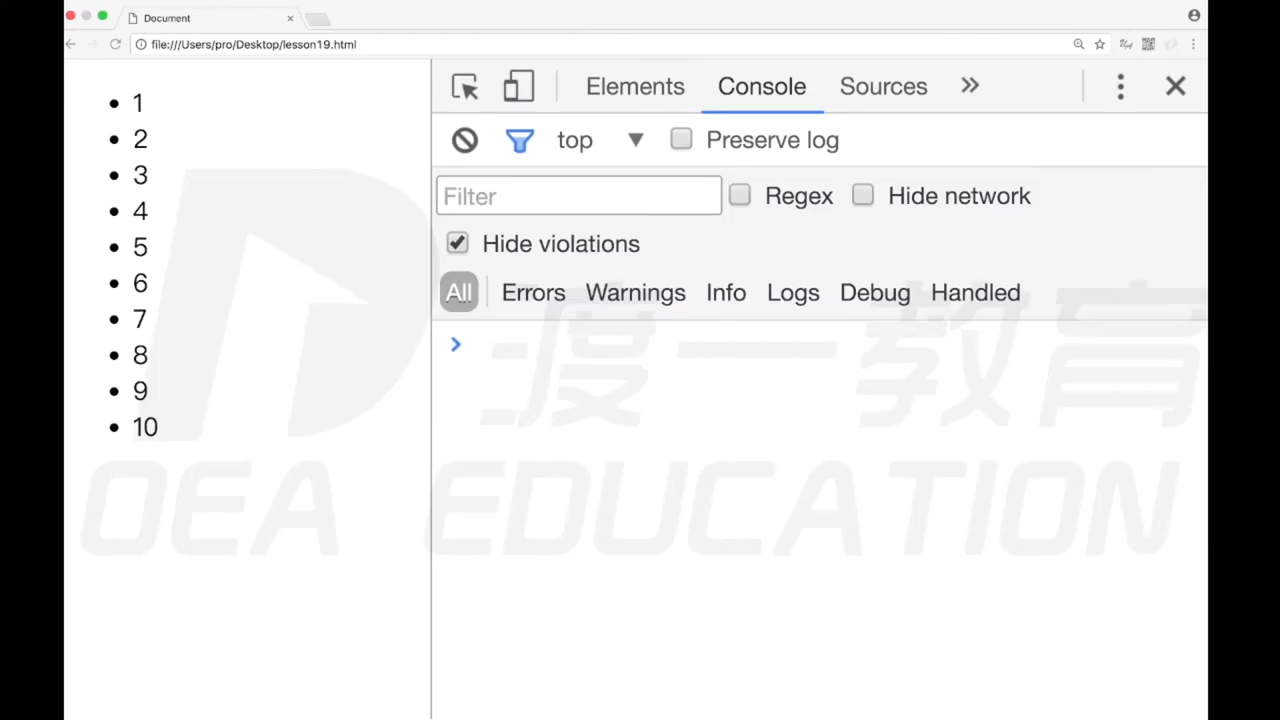 Document
file:///Users/pro/Desktop/lesson19.html
Elements Console Sources
top Preserve log
Filter Regex Hide network
Hide violations
All Errors Warnings Info Logs Debug Handled
1
2
3
4
5
6
7
8
9
10
渡一教育
OEA EDUCATION